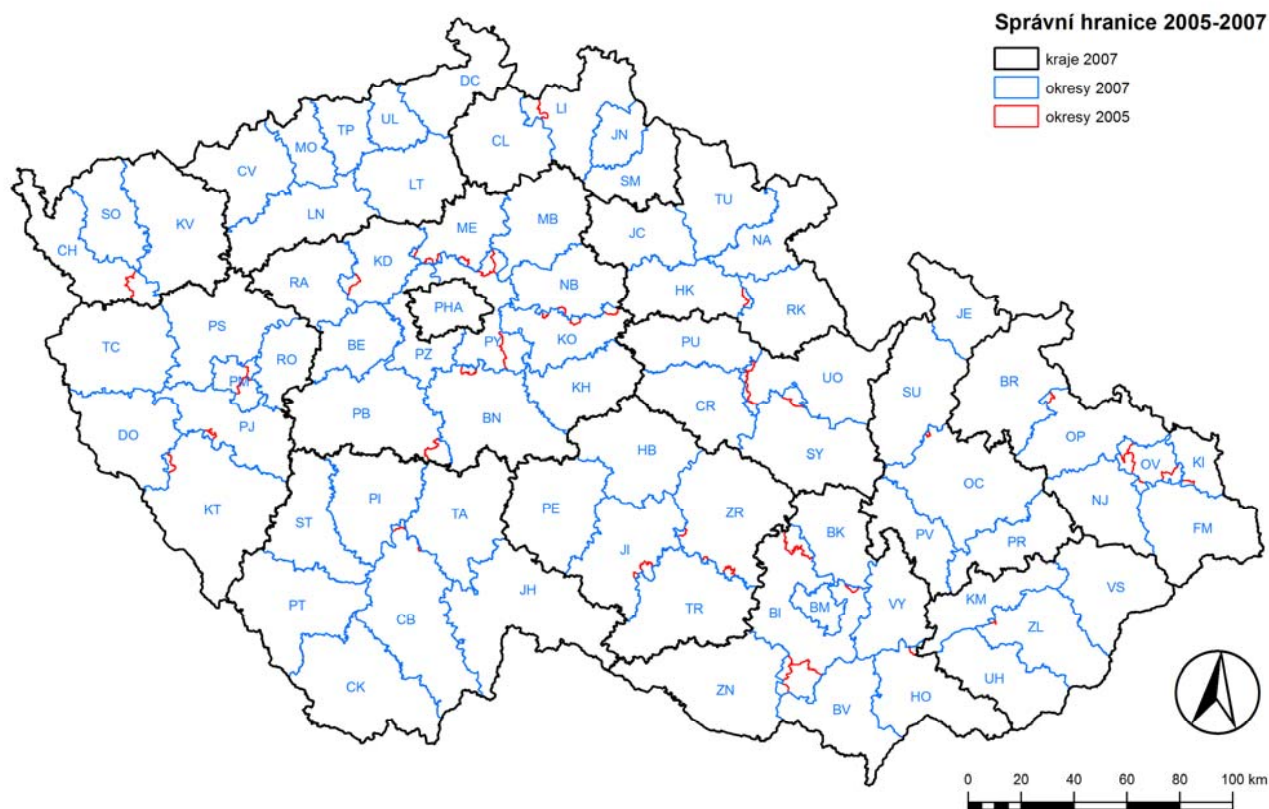 Správní hranice 2005-2007
kraje 2007
okresy 2007
okresy 2005
DC
LI
UL
TP
MO
JN
CL
CV
LT
SM
SO
KV
LN
TU
MB
ME
JC
NA
CH
KD
RA
NB
HK
PHA
RK
JE
PS
TC
RO
BE
PZ
PY
KO
PU
BR
UO
PM
KH
CR
SU
PB
BN
DO
PJ
OP
HB
SY
OV
KI
OC
NJ
KT
ST
PI
TA
PE
ZR
BK
PV
PR
FM
JI
VS
JH
KM
PT
CB
TR
BI
BM
VY
ZL
CK
ZN
UH
HO
BV
0 20 40 60 80 100 km